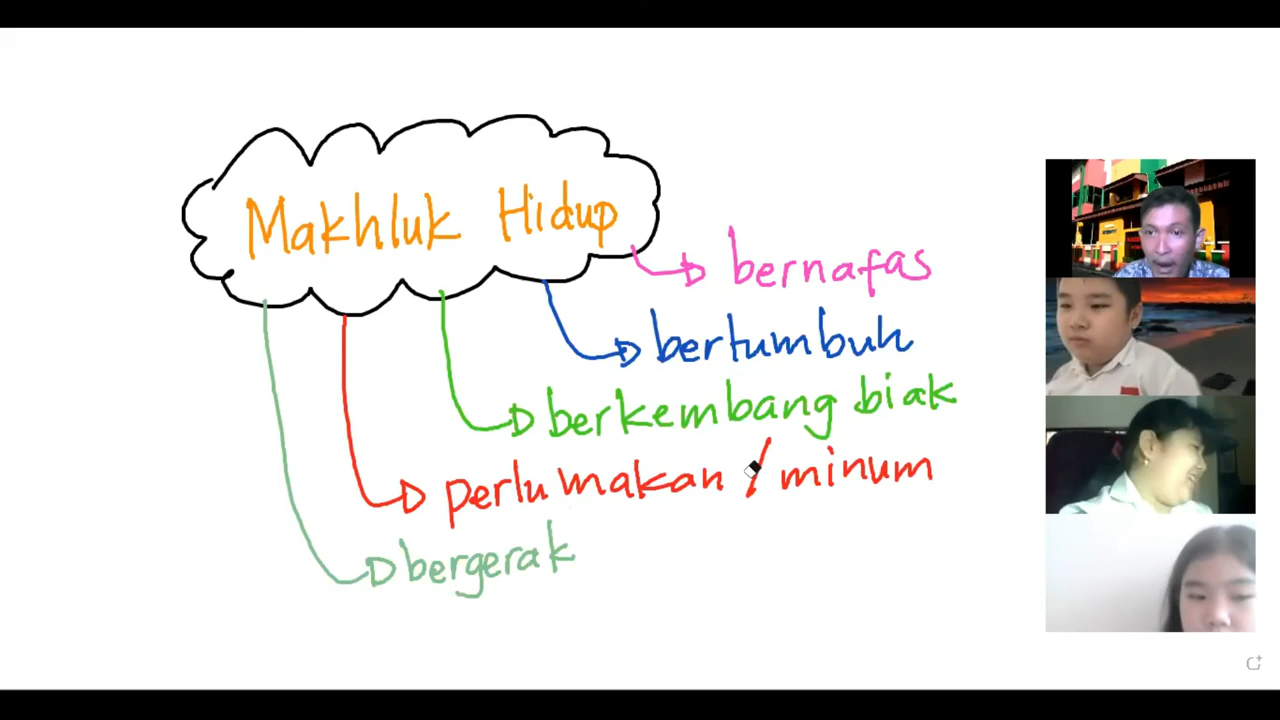 Makhluk Hidup
bernafas
bertumbuh
berkembang biak
perlu makan / minum
bergerak